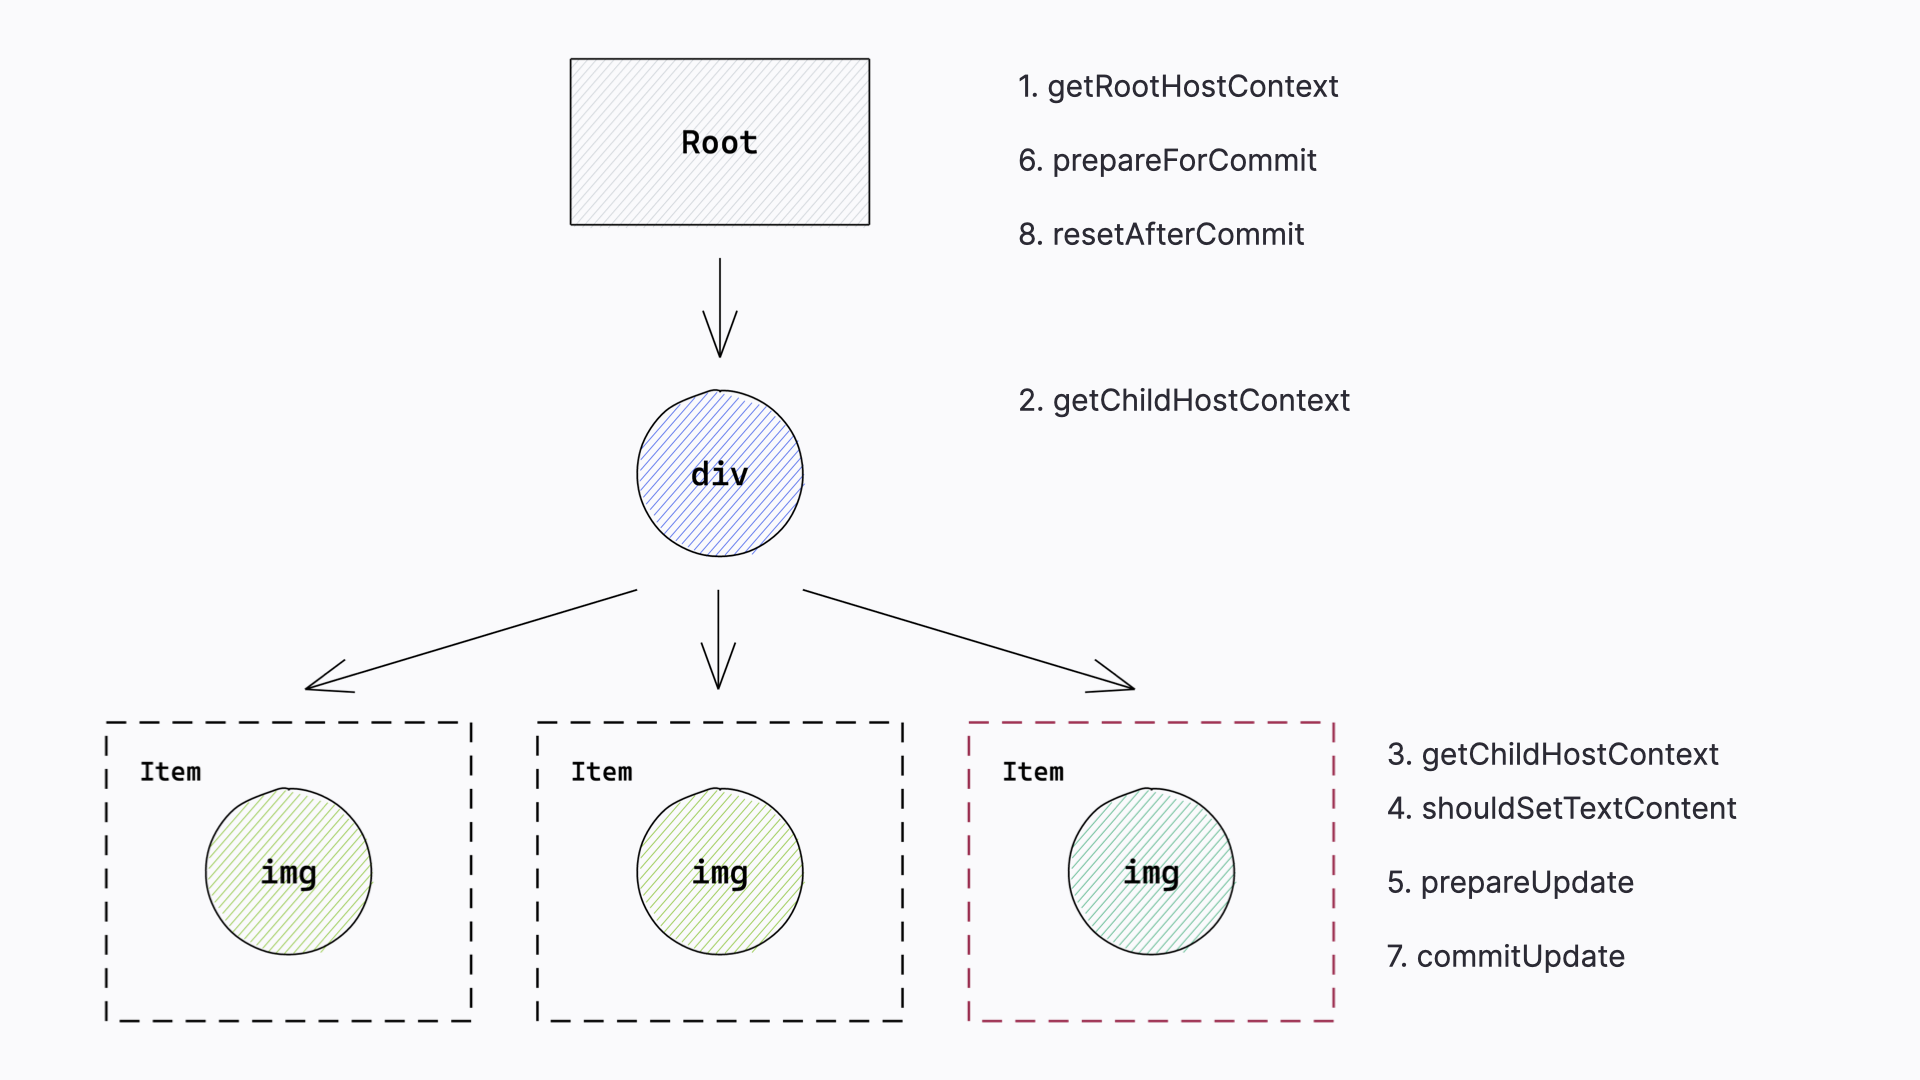 Root
1. getRootHostContext
6. prepareForCommit
8. resetAfterCommit
div
2. getChildHostContext
Item
img
Item
img
Item
img
3. getChildHostContext
4. shouldSetTextContent
5. prepareUpdate
7. commitUpdate